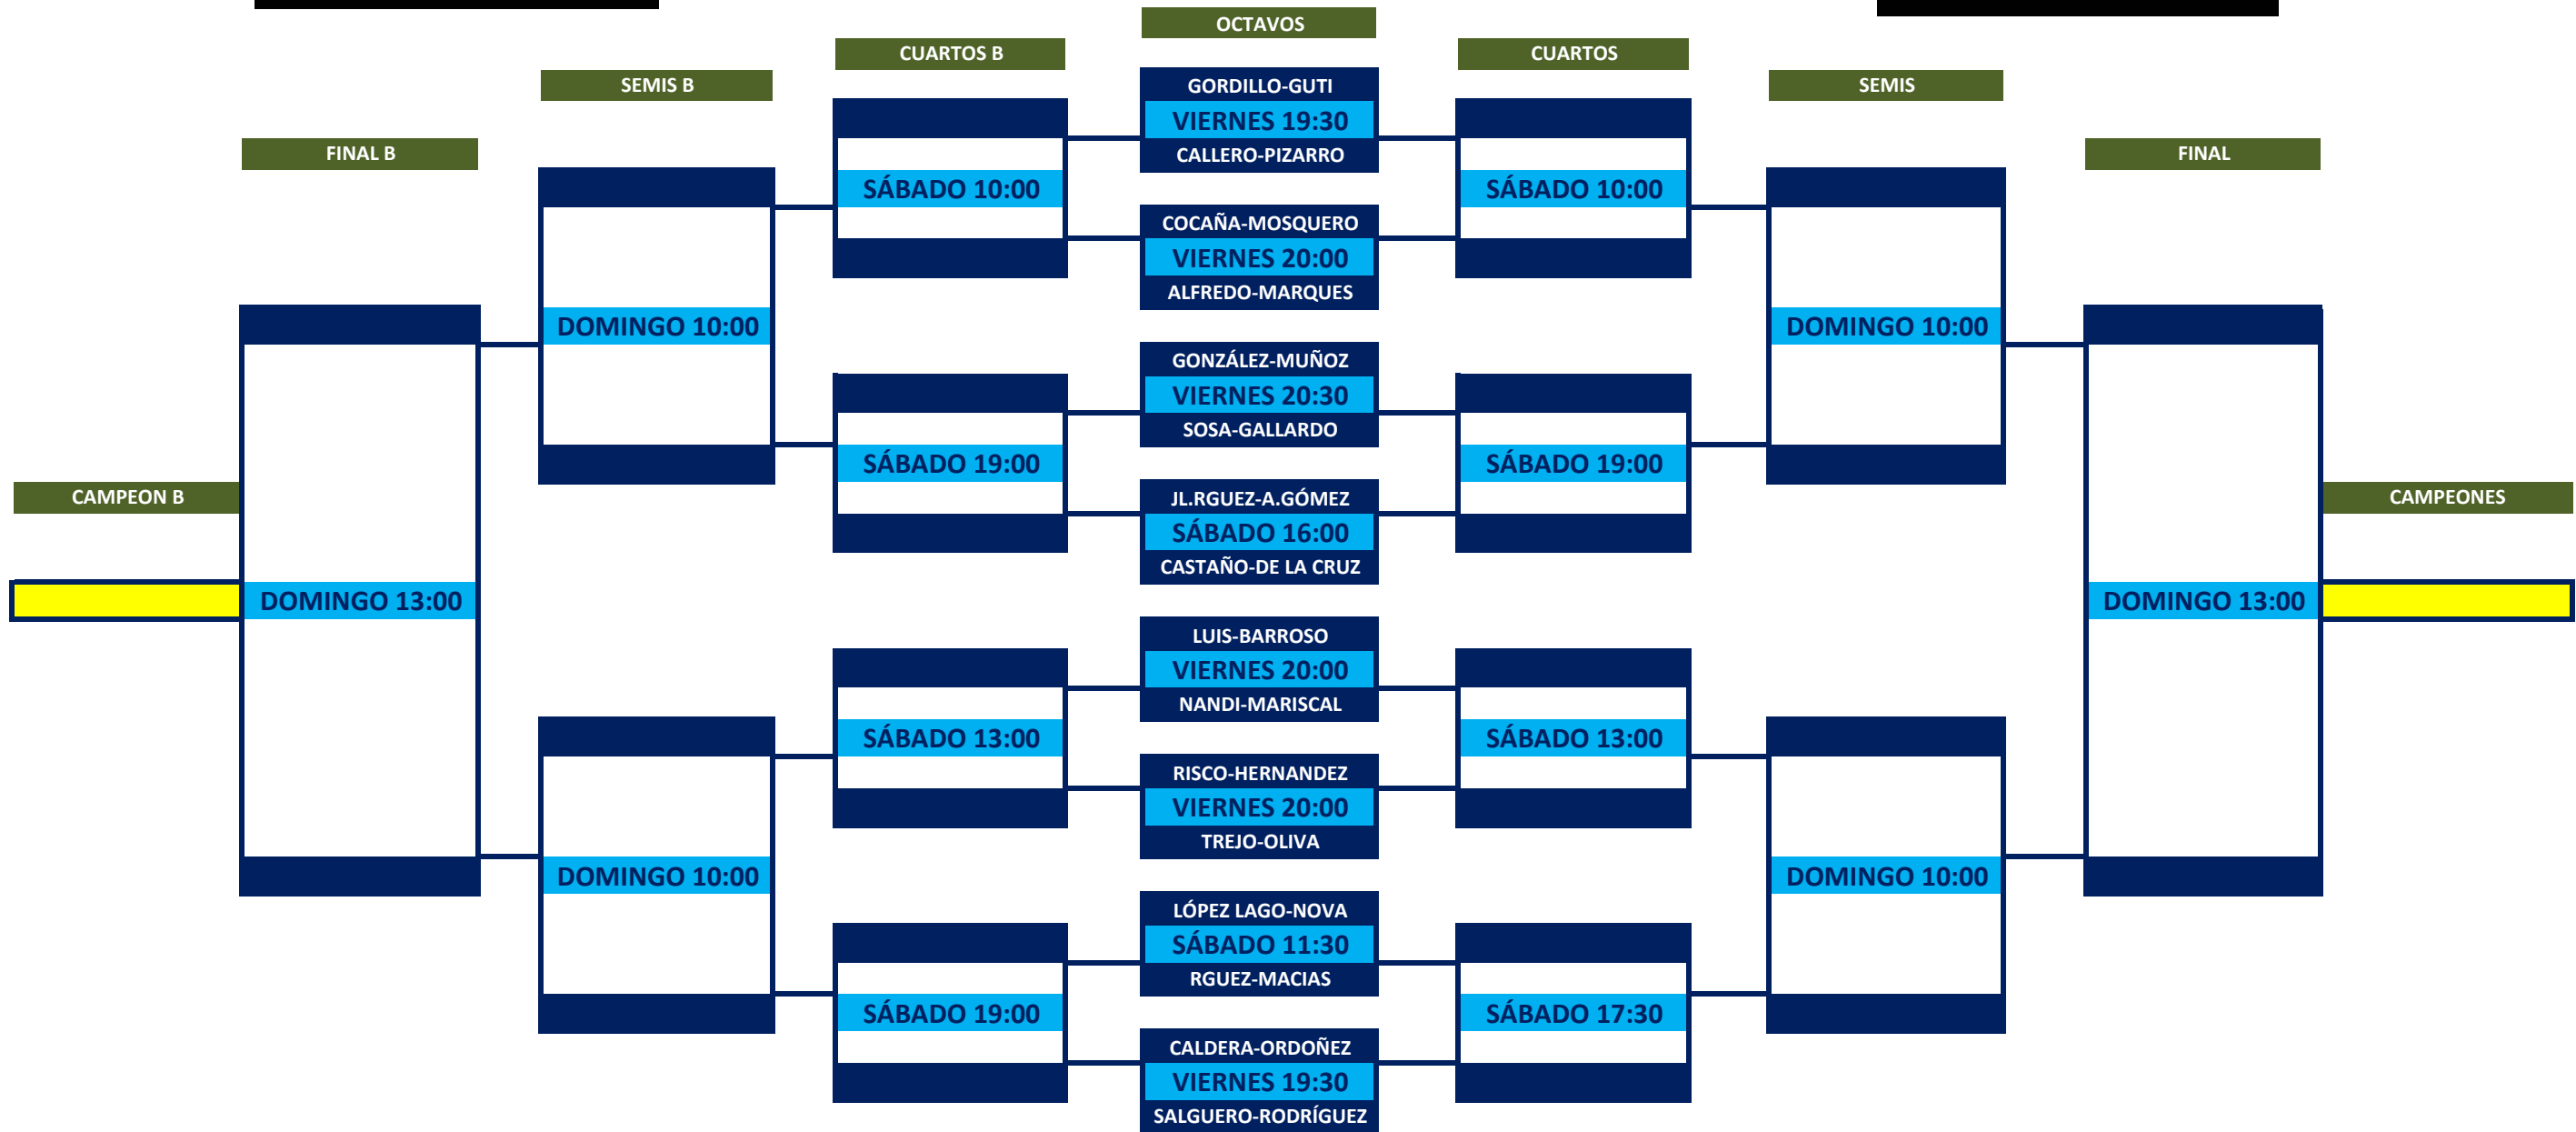 OCTAVOS
CUARTOS B
CUARTOS
SEMIS B
SEMIS
FINAL B
FINAL
CAMPEON B
CAMPEONES
GORDILLO-GUTI
VIERNES 19:30
CALLERO-PIZARRO
SÁBADO 10:00
SÁBADO 10:00
COCAÑA-MOSQUERO
VIERNES 20:00
ALFREDO-MARQUES
DOMINGO 10:00
DOMINGO 10:00
GONZÁLEZ-MUÑOZ
VIERNES 20:30
SOSA-GALLARDO
SÁBADO 19:00
SÁBADO 19:00
JL.RGUEZ-A.GÓMEZ
SÁBADO 16:00
CASTAÑO-DE LA CRUZ
DOMINGO 13:00
DOMINGO 13:00
LUIS-BARROSO
VIERNES 20:00
NANDI-MARISCAL
SÁBADO 13:00
SÁBADO 13:00
RISCO-HERNANDEZ
VIERNES 20:00
TREJO-OLIVA
DOMINGO 10:00
DOMINGO 10:00
LÓPEZ LAGO-NOVA
SÁBADO 11:30
RGUEZ-MACIAS
SÁBADO 19:00
SÁBADO 17:30
CALDERA-ORDOÑEZ
VIERNES 19:30
SALGUERO-RODRÍGUEZ